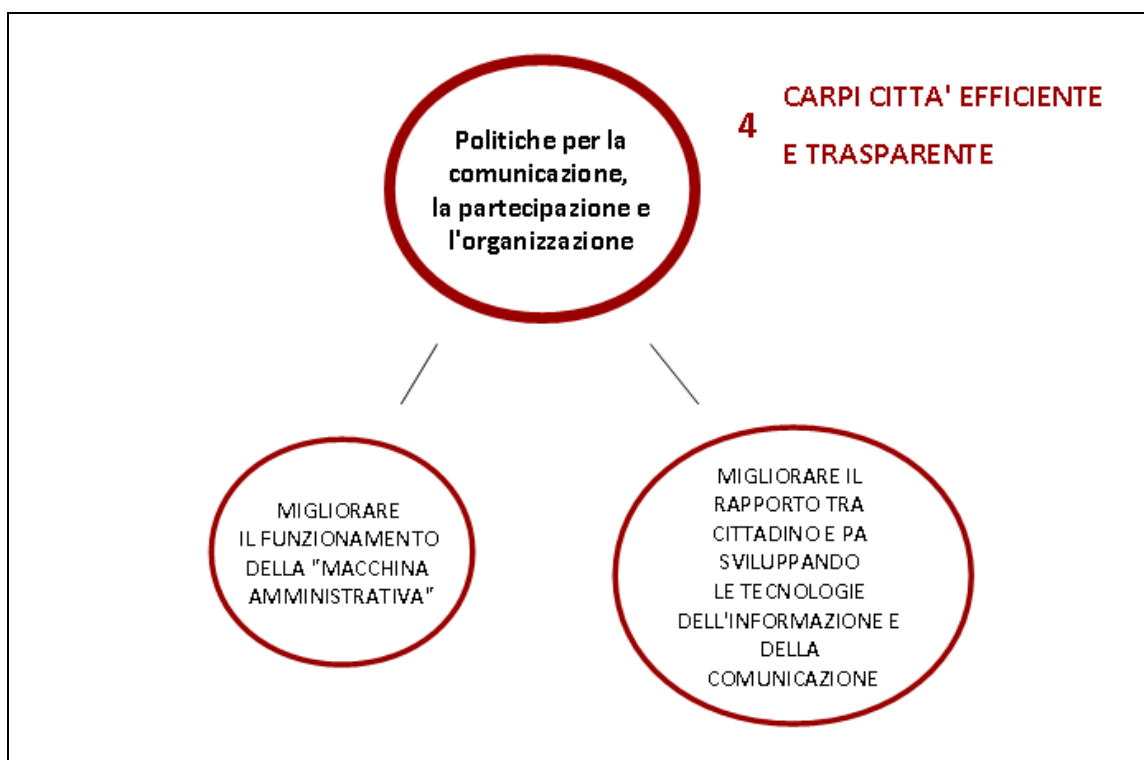 4
CARPI CITTA' EFFICIENTE
E TRASPARENTE
Politiche per la
comunicazione,
la partecipazione e
l'organizzazione
MIGLIORARE
IL FUNZIONAMENTO
DELLA "MACCHINA
AMMINISTRATIVA"
MIGLIORARE IL
RAPPORTO TRA
CITTADINO E PA
SVILUPPANDO
LE TECNOLOGIE
DELL'INFORMAZIONE E
DELLA
COMUNICAZIONE